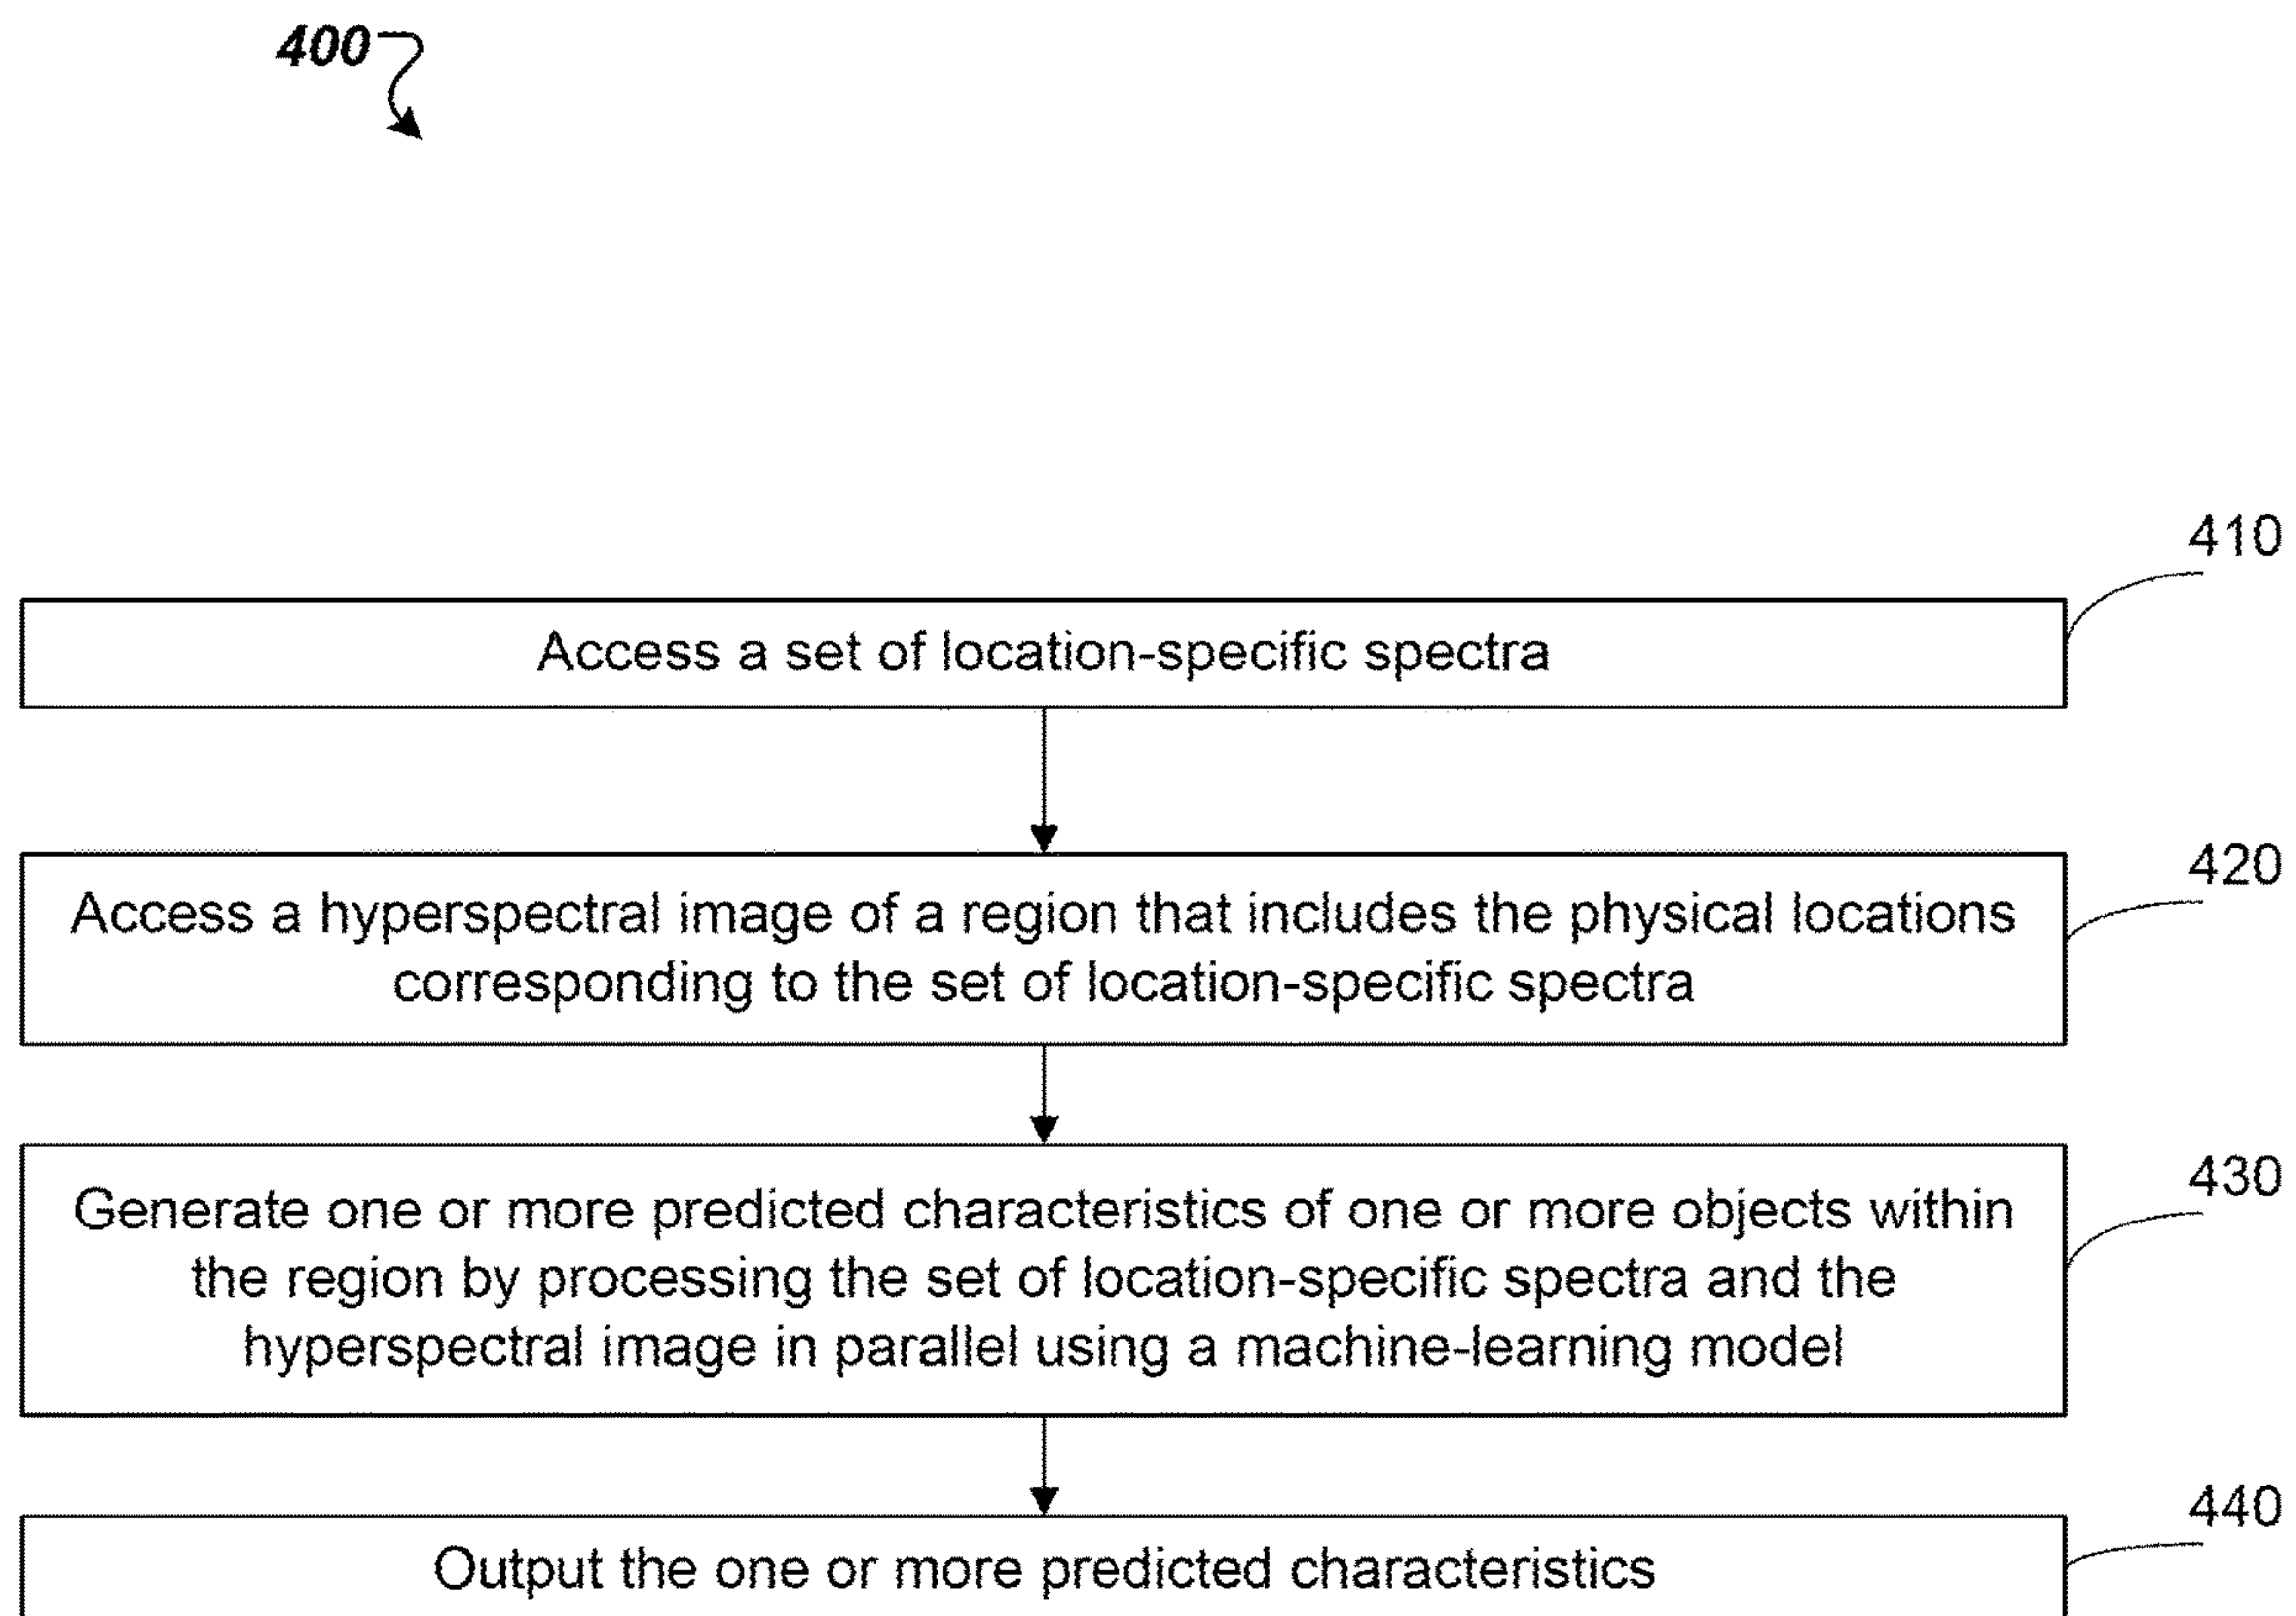 400
410
Access a set of location-specific spectra
420
Access a hyperspectral image of a region that includes the physical locations
corresponding to the set of location-specific spectra
430
Generate one or more predicted characteristics of one or more objects within
the region by processing the set of location-specific spectra and the
hyperspectral image in parallel using a machine-learning model
440
Output the one or more predicted characteristics